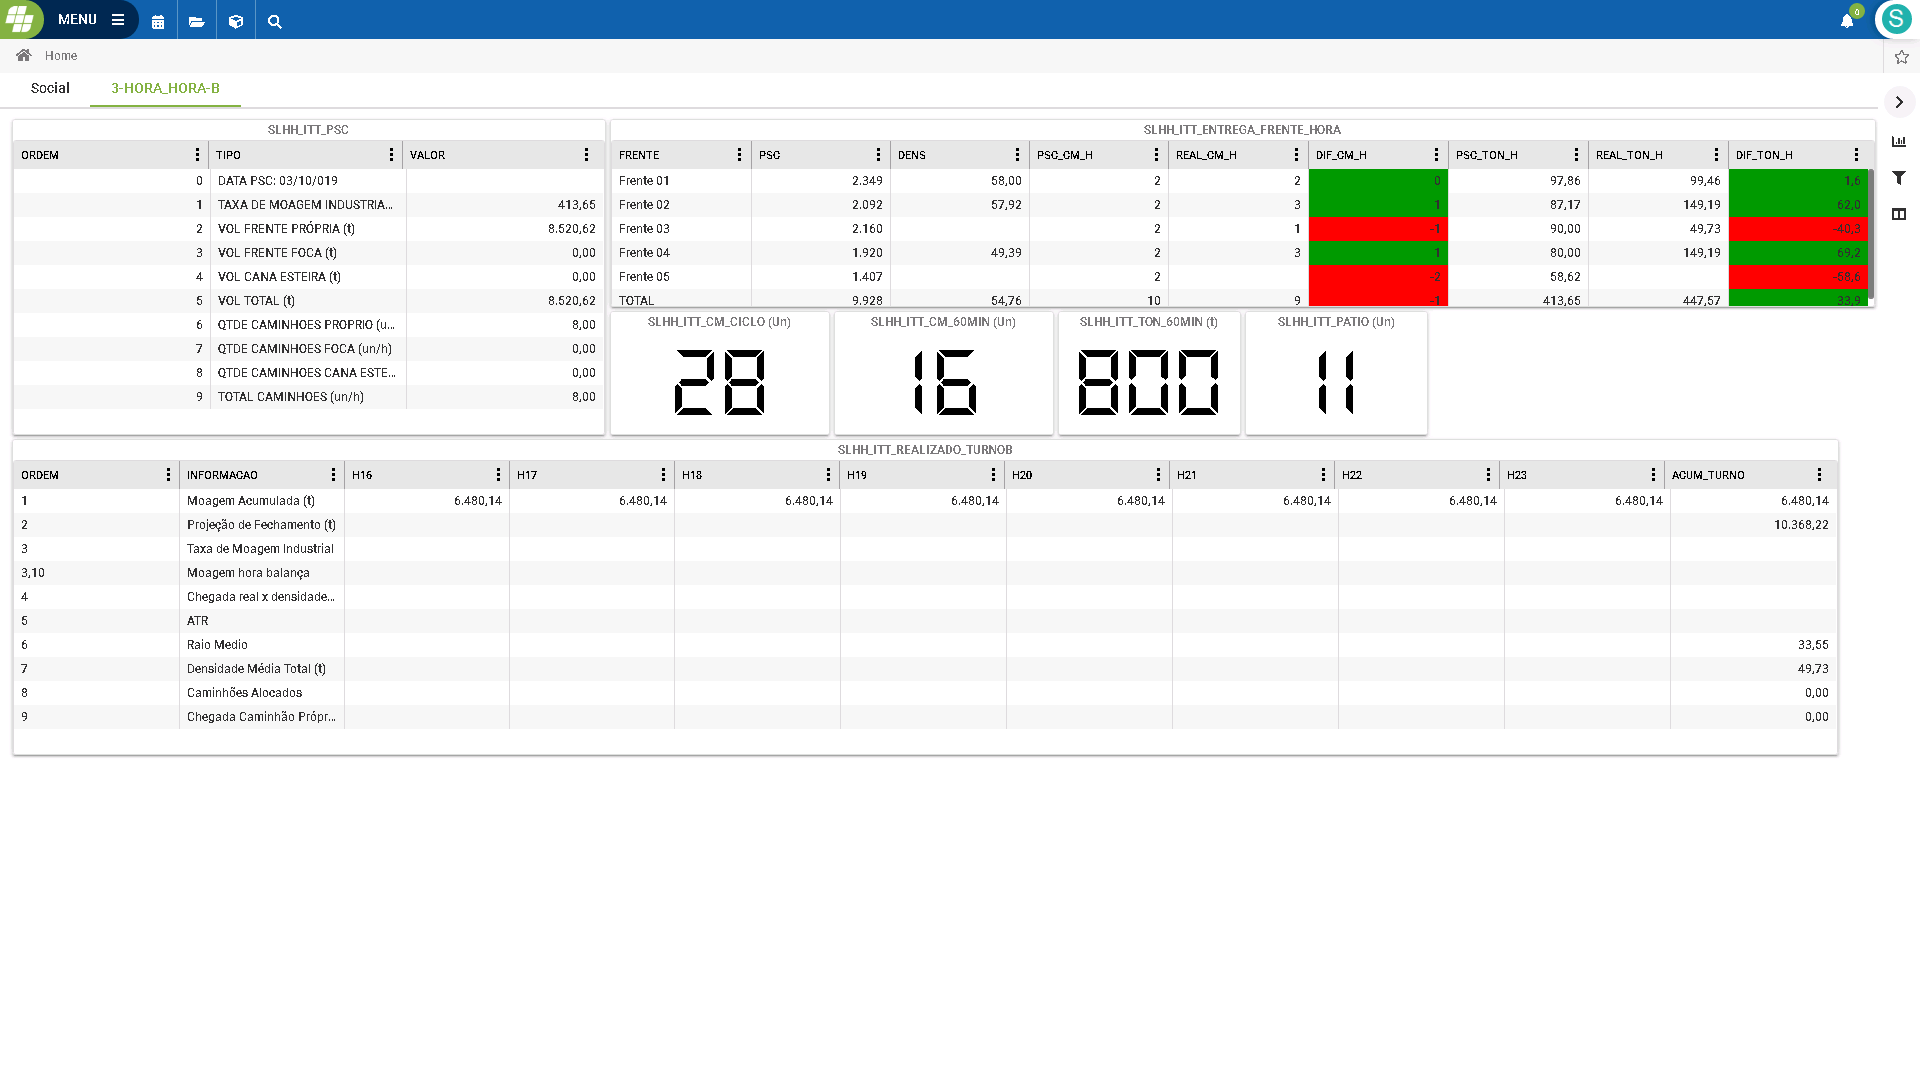 MENU
0
S
Home
Social
3-HORA_HORA-B
SLHH_ITT_PSC
ORDEM TIPO VALOR
0 DATA PSC: 03/10/019
1 TAXA DE MOAGEM INDUSTRIA... 413,65
2 VOL FRENTE PRÓPRIA (t) 8.520,62
3 VOL FRENTE FOCA (t) 0,00
4 VOL CANA ESTEIRA (t) 0,00
5 VOL TOTAL (t) 8.520,62
6 QTDE CAMINHOES PROPRIO (u... 8,00
7 QTDE CAMINHOES FOCA (un/h) 0,00
8 QTDE CAMINHOES CANA ESTE... 0,00
9 TOTAL CAMINHOES (un/h) 8,00
SLHH_ITT_ENTREGA_FRENTE_HORA
FRENTE PSC DENS PSC_CM_H REAL_CM_H DIF_CM_H PSC_TON_H REAL_TON_H DIF_TON_H
Frente 01 2.349 58,00 2 2 0 97,86 99,46 1,6
Frente 02 2.092 57,92 2 3 1 87,17 149,19 62,0
Frente 03 2.160 2 1 -1 90,00 49,73 -40,3
Frente 04 1.920 49,39 2 3 1 80,00 149,19 69,2
Frente 05 1.407 2 -2 58,62 -58,6
TOTAL 9.928 54,76 10 9 -1 413,65 447,57 33,9
SLHH_ITT_CM_CICLO (Un)
28
SLHH_ITT_CM_60MIN (Un)
16
SLHH_ITT_TON_60MIN (t)
800
SLHH_ITT_PATIO (Un)
11
SLHH_ITT_REALIZADO_TURNOB
ORDEM INFORMACAO H16 H17 H18 H19 H20 H21 H22 H23 ACUM_TURNO
1 Moagem Acumulada (t) 6.480,14 6.480,14 6.480,14 6.480,14 6.480,14 6.480,14 6.480,14 6.480,14 6.480,14
2 Projeção de Fechamento (t) 10.368,22
3 Taxa de Moagem Industrial
3,10 Moagem hora balança
4 Chegada real x densidade...
5 ATR
6 Raio Medio 33,55
7 Densidade Média Total (t) 49,73
8 Caminhões Alocados 0,00
9 Chegada Caminhão Própr... 0,00